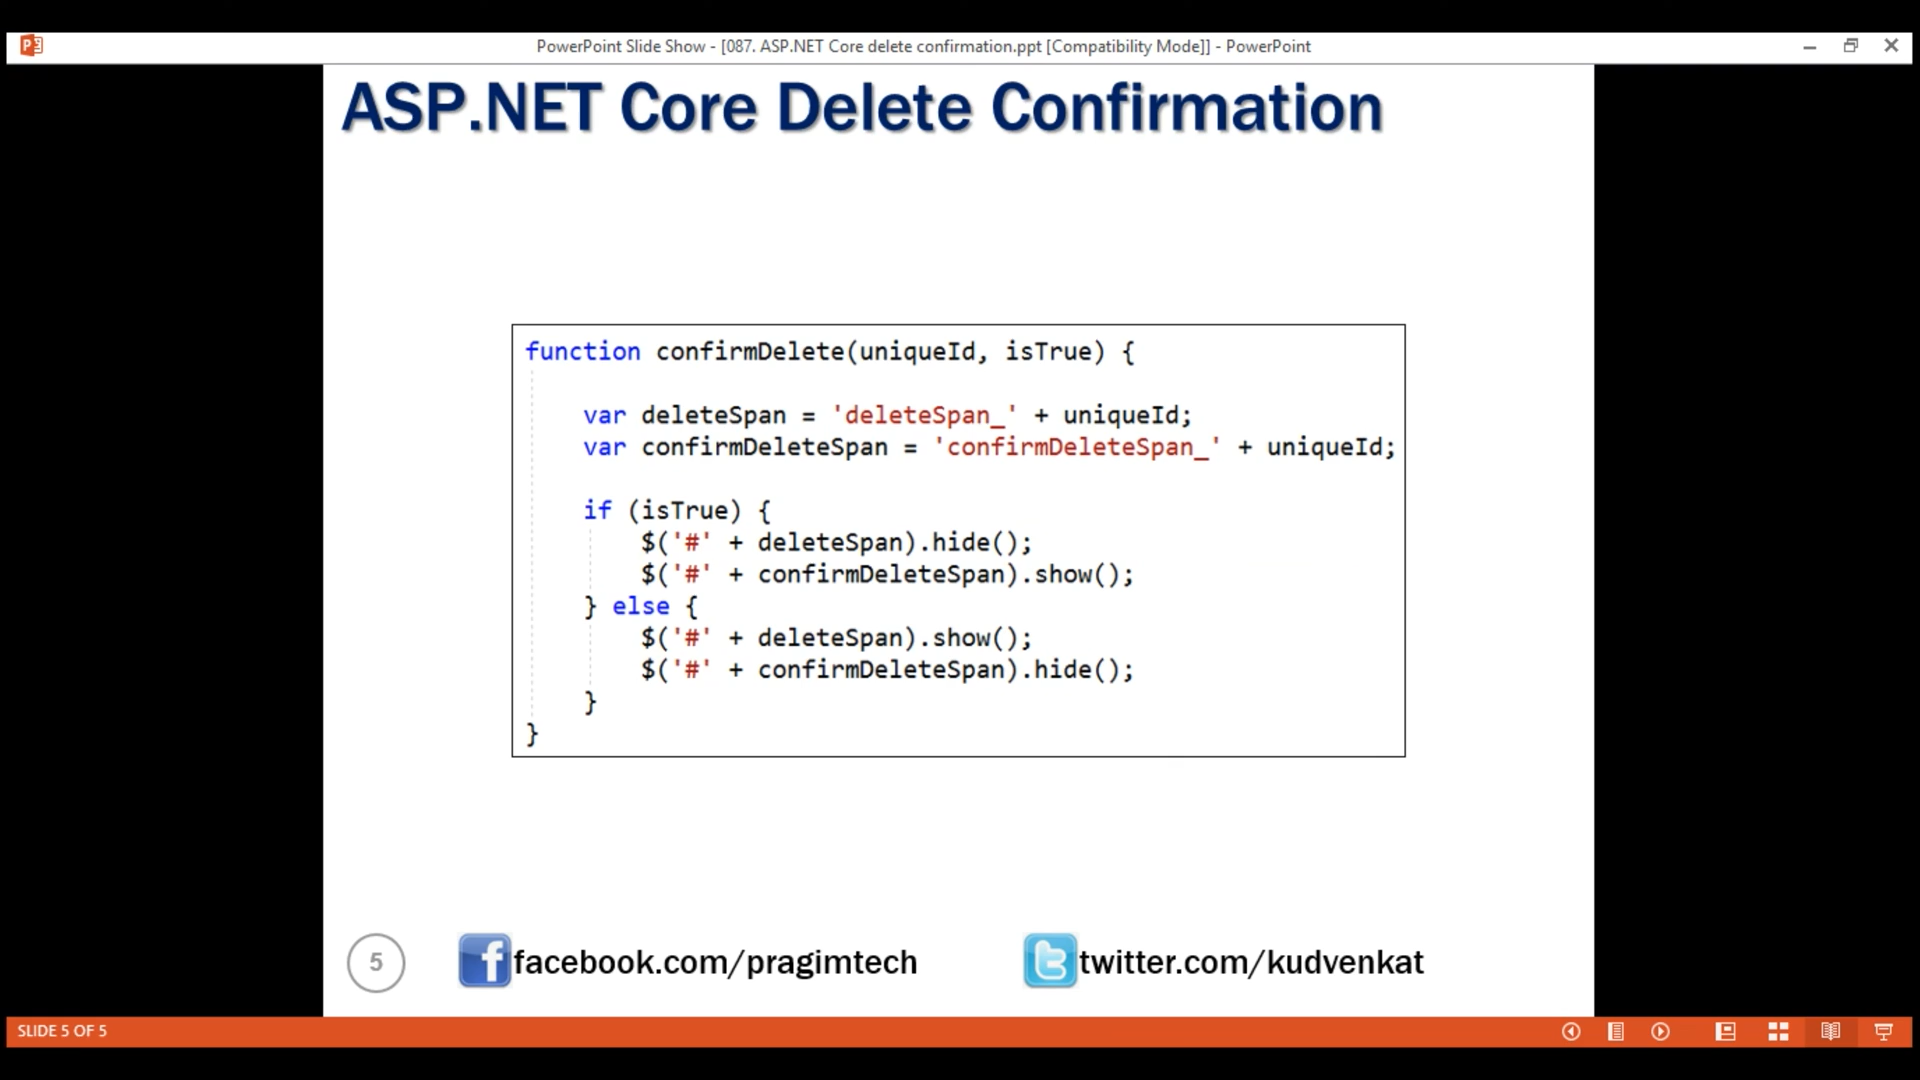 PowerPoint Slide Show - [087. ASP.NET Core delete confirmation.ppt [Compatibility Mode]] - PowerPoint
ASP.NET Core Delete Confirmation
function confirmDelete(uniqueId, isTrue) {
var deleteSpan = 'deleteSpan_' + uniqueId;
var confirmDeleteSpan = 'confirmDeleteSpan_' + uniqueId;
if (isTrue) {
$('#' + deleteSpan).hide();
$('#' + confirmDeleteSpan).show();
} else {
$('#' + deleteSpan).show();
$('#' + confirmDeleteSpan).hide();
}
}
5
facebook.com/pragimtech
twitter.com/kudvenkat
SLIDE 5 OF 5